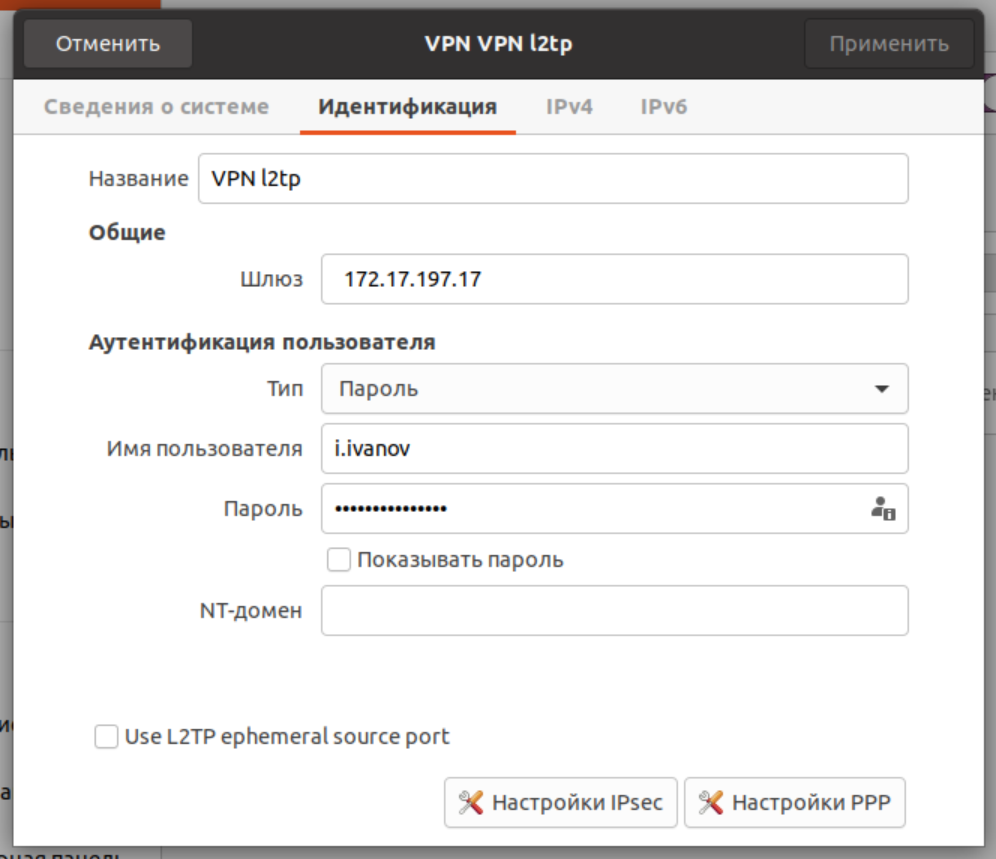 Отменить VPN VPN l2tp Применить
Сведения о системе Идентификация IPv4 IPv6
Название VPN l2tp
Общие
Шлюз 172.17.197.17
Аутентификация пользователя
Тип Пароль
Имя пользователя i.ivanov
Пароль •••••••••••••••
Показывать пароль
NT-домен
Use L2TP ephemeral source port
Настройки IPsec Настройки PPP